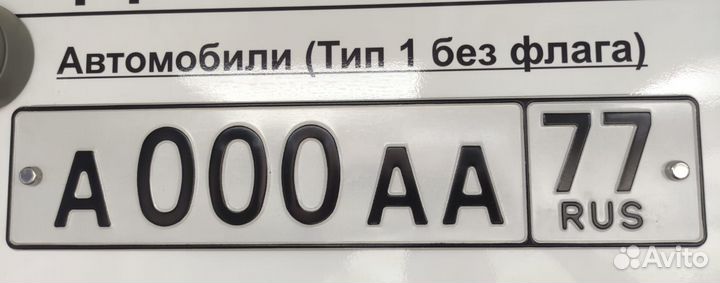 Автомобили (Тип 1 без флага)
А 000 АА 77
RUS
Avito